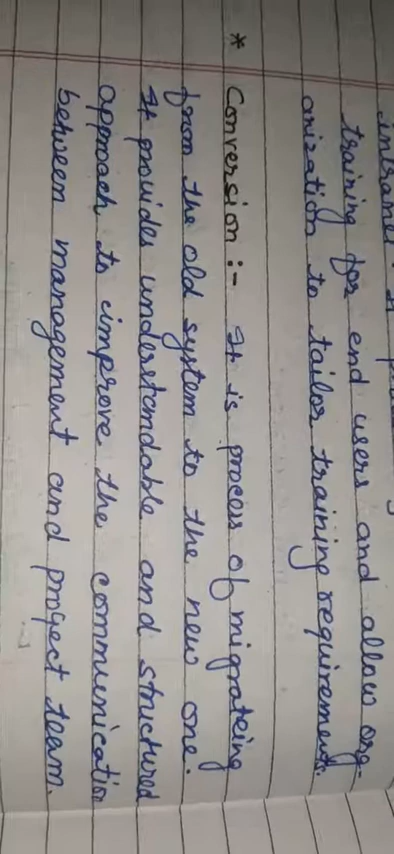 intranet. It
training for end users and allow org-
anization to tailor training requirements.
* Conversion :- It is process of migrateing
from the old system to the new one.
It provides understandable and structured
approach to improve the communication
between management and project team.